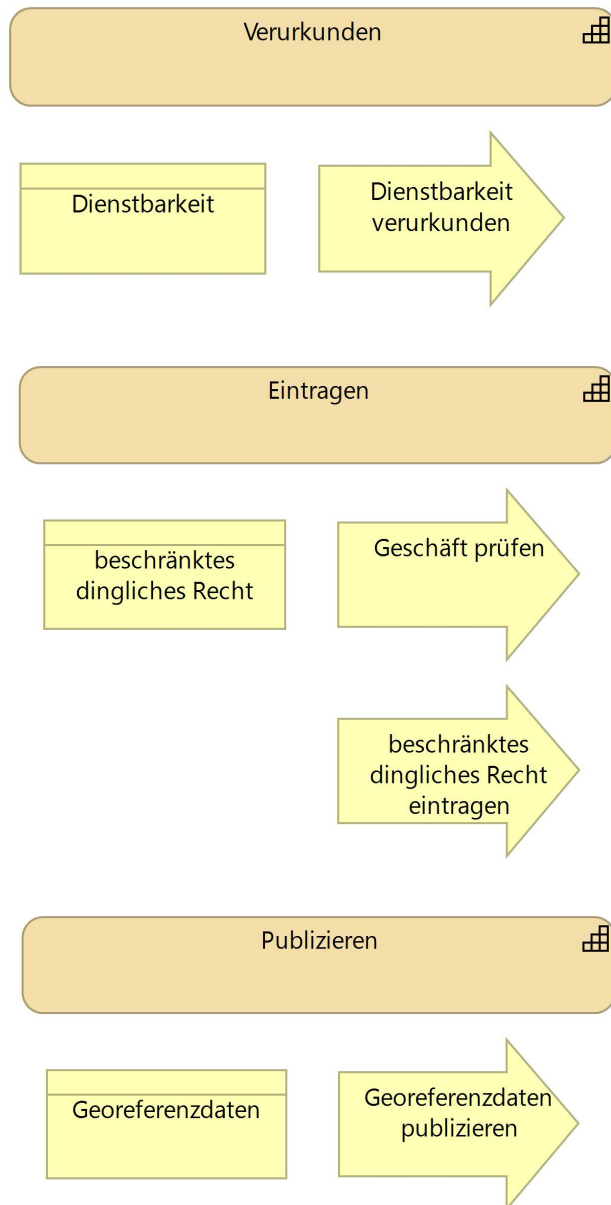 Verurkunden
Dienstbarkeit
Dienstbarkeit
verurkunden
Eintragen
beschränktes
dingliches Recht
Geschäft prüfen
beschränktes
dingliches Recht
eintragen
Publizieren
Georeferenzdaten
Georeferenzdaten
publizieren